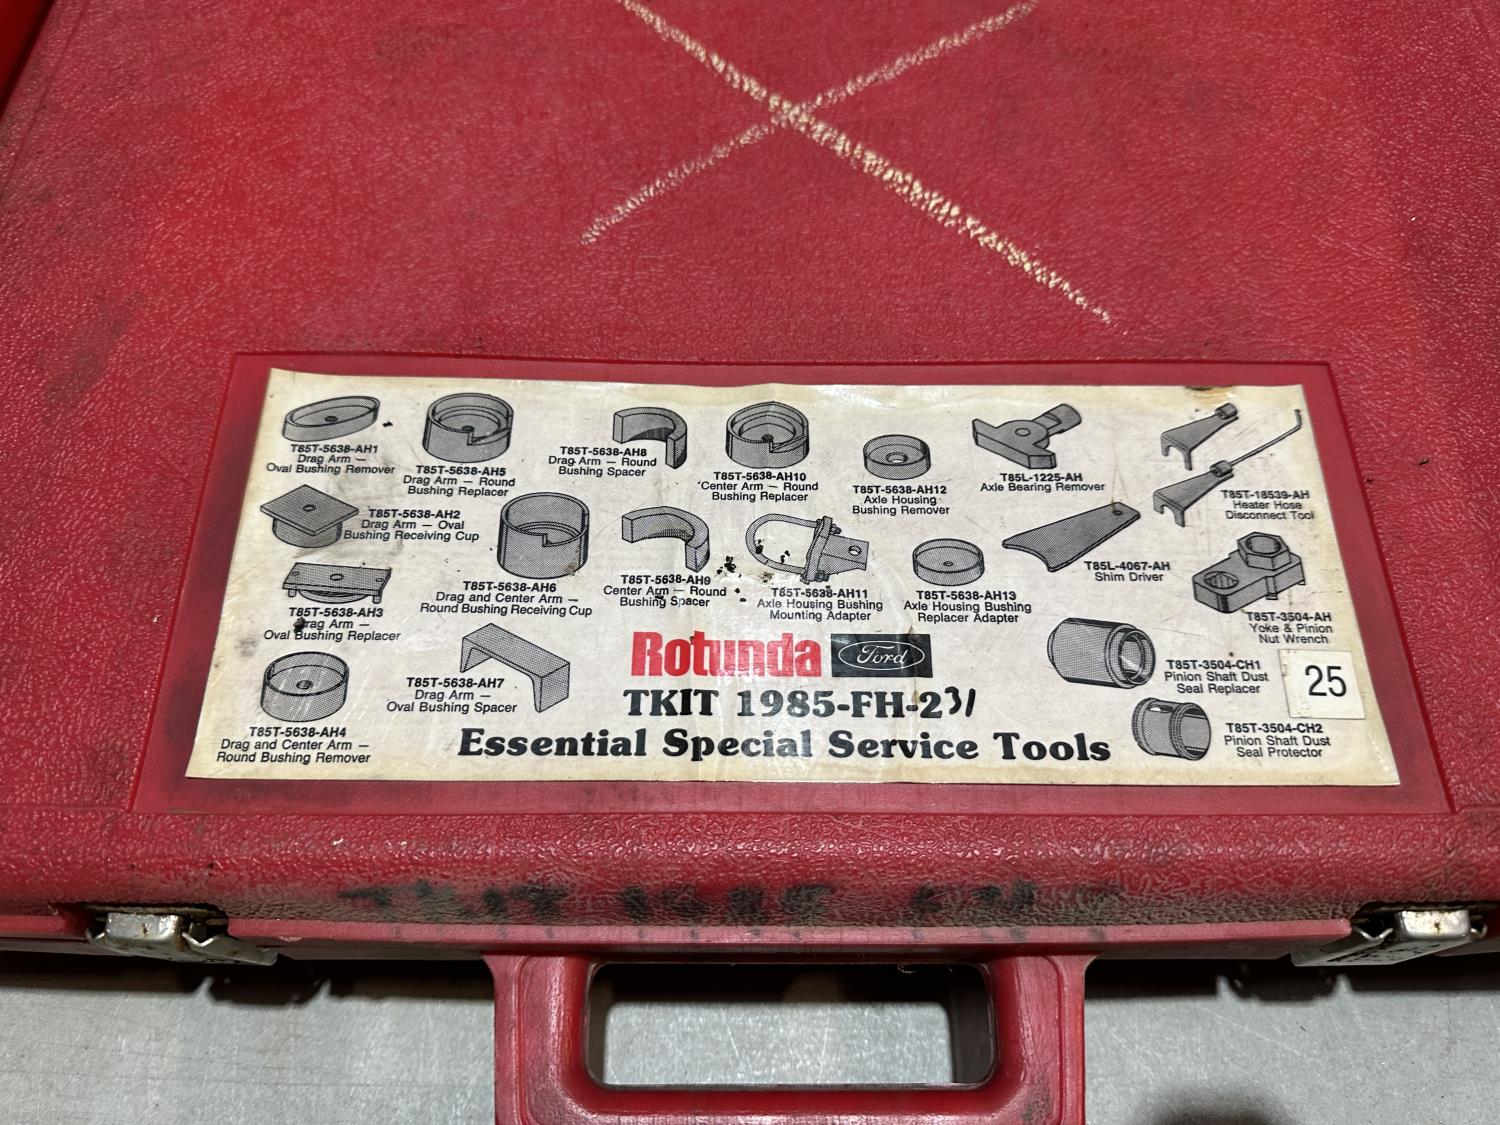 T85T-5638-AH1
Drag Arm —
Oval Bushing Remover
T85T-5638-AH5
Drag Arm — Round
Bushing Replacer
T85T-5638-AH8
Drag Arm — Round
Bushing Spacer
T85T-5638-AH10
Center Arm — Round
Bushing Replacer
T85T-5638-AH12
Axle Housing
Bushing Remover
T85L-1225-AH
Axle Bearing Remover
T85T-18539-AH
Heater Hose
Disconnect Tool
T85T-5638-AH2
Drag Arm — Oval
Bushing Receiving Cup
T85T-5638-AH6
Drag and Center Arm —
Round Bushing Receiving Cup
T85T-5638-AH9
Center Arm — Round
Bushing Spacer
T85T-5638-AH11
Axle Housing Bushing
Mounting Adapter
T85T-5638-AH13
Axle Housing Bushing
Replacer Adapter
T85L-4067-AH
Shim Driver
T85T-3504-AH
Yoke & Pinion
Nut Wrench
T85T-5638-AH3
Drag Arm —
Oval Bushing Replacer
T85T-5638-AH7
Drag Arm —
Oval Bushing Spacer
T85T-3504-CH1
Pinion Shaft Dust
Seal Replacer
25
T85T-5638-AH4
Drag and Center Arm —
Round Bushing Remover
T85T-3504-CH2
Pinion Shaft Dust
Seal Protector
Rotunda Ford
TKIT 1985-FH-231
Essential Special Service Tools
TKIT 1985